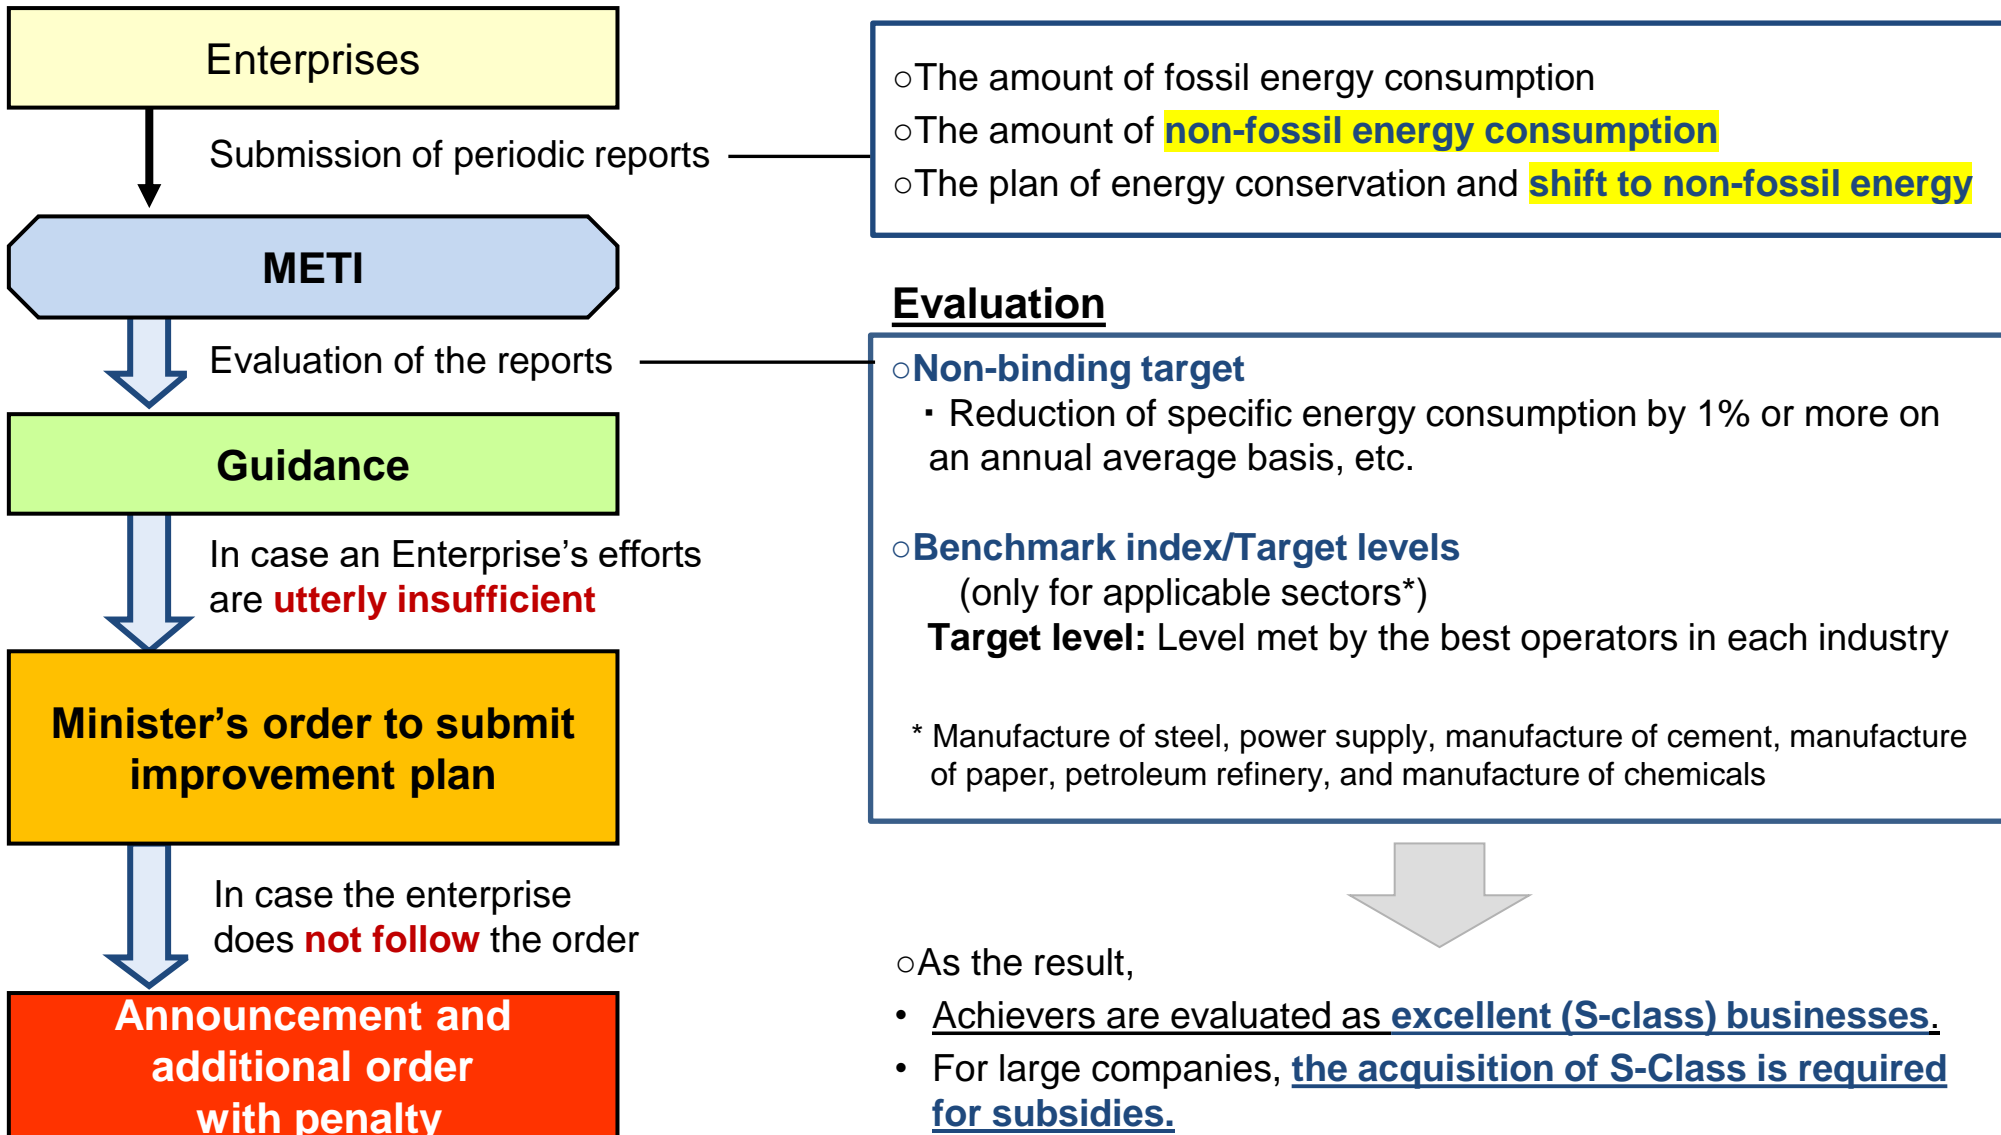 Enterprises
Submission of periodic reports
METI
Evaluation of the reports
Guidance
In case an Enterprise’s efforts
are utterly insufficient
Minister’s order to submit
improvement plan
In case the enterprise
does not follow the order
Announcement and
additional order
with penalty
○The amount of fossil energy consumption
○The amount of non-fossil energy consumption
○The plan of energy conservation and shift to non-fossil energy
Evaluation
○Non-binding target
・Reduction of specific energy consumption by 1% or more on
an annual average basis, etc.
○Benchmark index/Target levels
(only for applicable sectors*)
Target level: Level met by the best operators in each industry
* Manufacture of steel, power supply, manufacture of cement, manufacture
of paper, petroleum refinery, and manufacture of chemicals
○As the result,
• Achievers are evaluated as excellent (S-class) businesses.
• For large companies, the acquisition of S-Class is required
for subsidies.